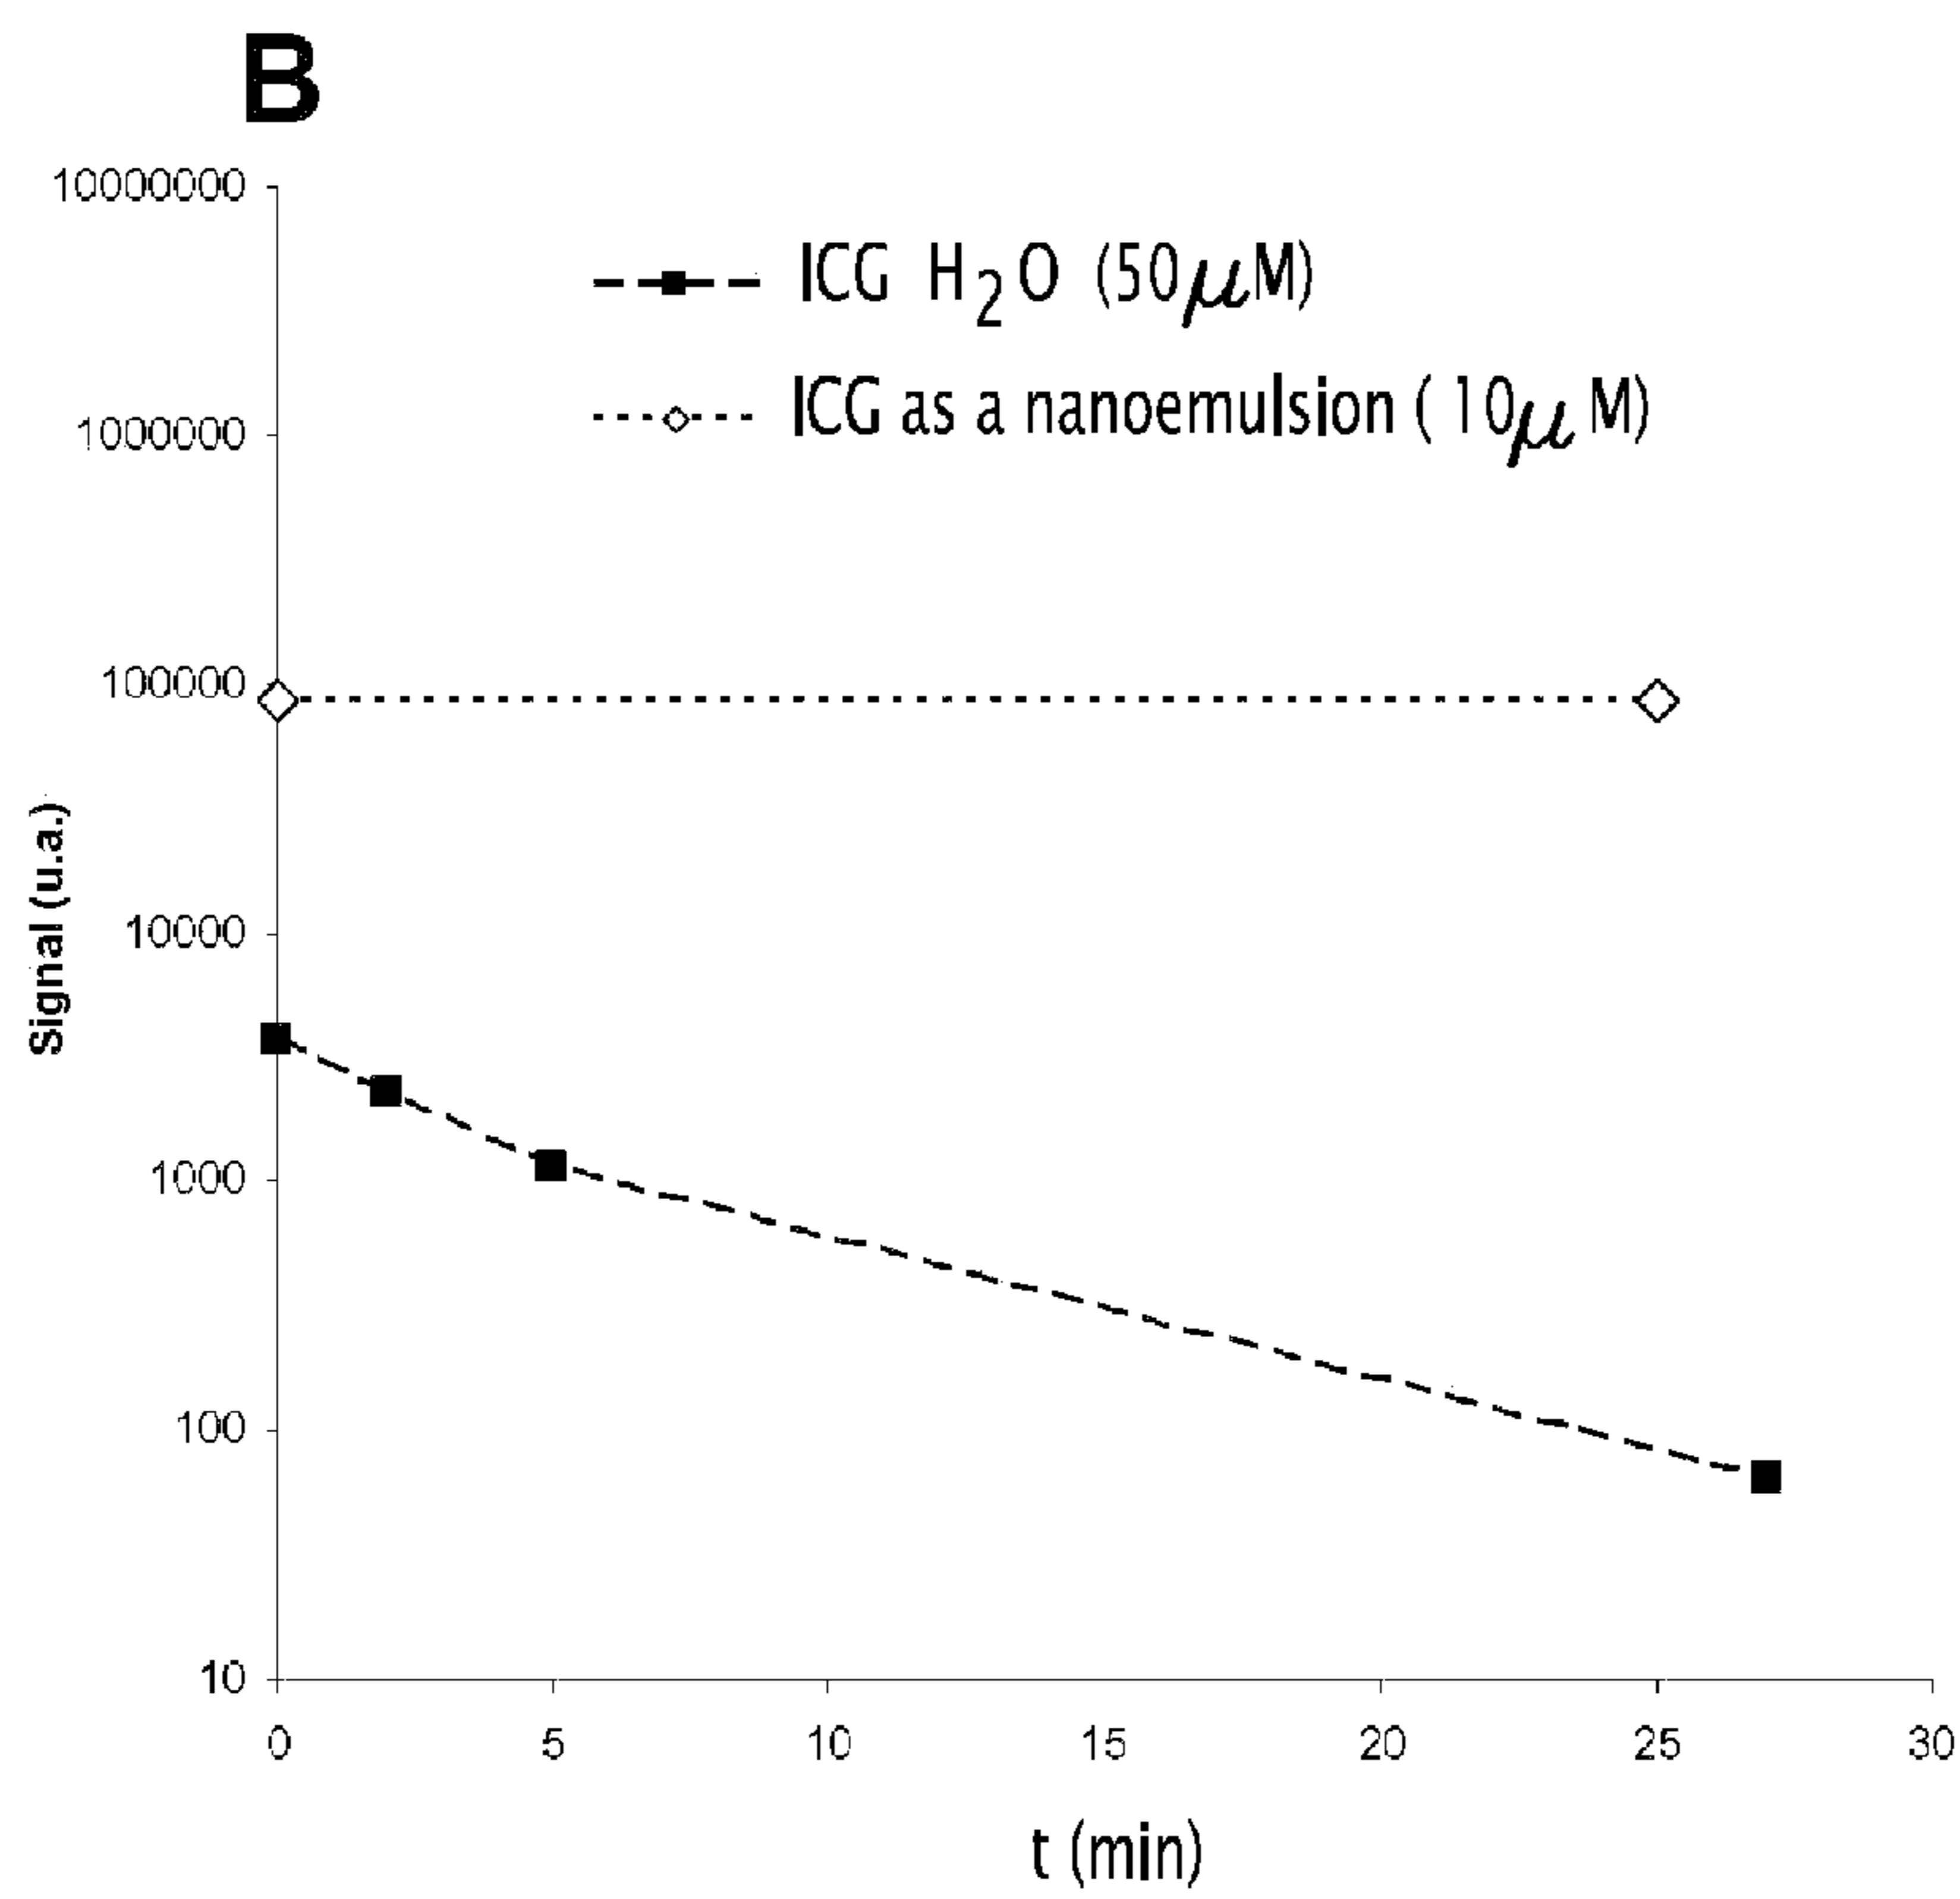 B
10000000
1000000
100000
10000
1000
100
10
ICG H₂O (50μM)
ICG as a nanoemulsion ( 10μ M)
Signal (u.a.)
0 5 10 15 20 25 30
t (min)